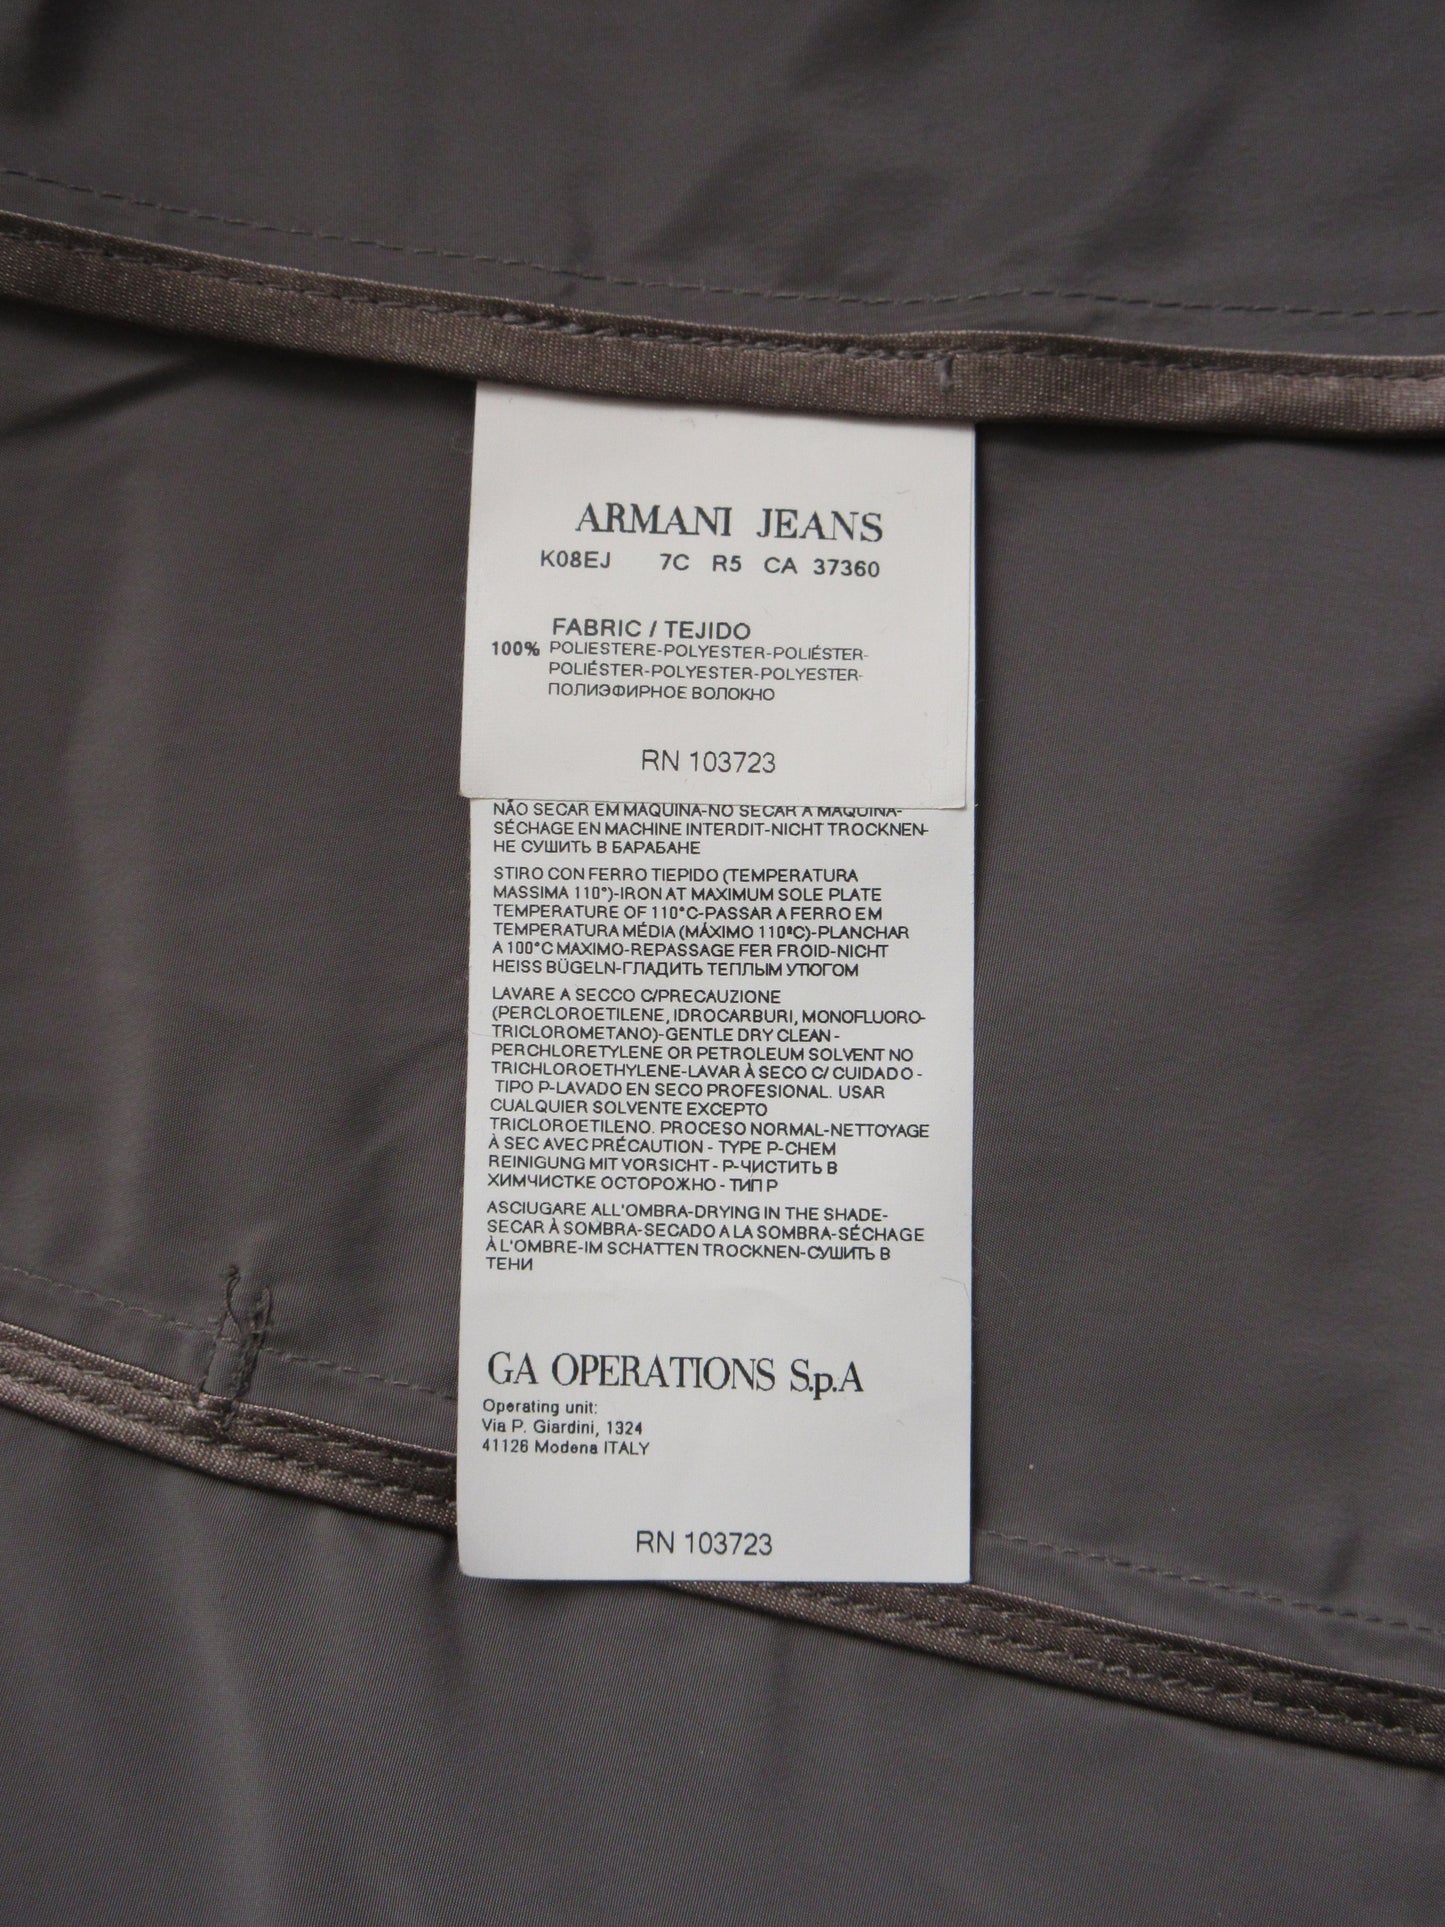 ARMANI JEANS
K08EJ 7C R5 CA 37360
FABRIC / TEJIDO
100% POLIESTERE-POLYESTER-POLIÉSTER-
POLIÉSTER-POLYESTER-POLYESTER-
ПОЛИЭФИРНОЕ ВОЛОКНО
RN 103723
NÃO SECAR EM MAQUINA-NO SECAR A MAQUINA-
SÉCHAGE EN MACHINE INTERDIT-NICHT TROCKNEN-
НЕ СУШИТЬ В БАРАБАНЕ
STIRO CON FERRO TIEPIDO (TEMPERATURA
MASSIMA 110°)-IRON AT MAXIMUM SOLE PLATE
TEMPERATURE OF 110°C-PASSAR A FERRO EM
TEMPERATURA MÉDIA (MÁXIMO 110ºC)-PLANCHAR
A 100°C MAXIMO-REPASSAGE FER FROID-NICHT
HEISS BÜGELN-ГЛАДИТЬ ТЕПЛЫМ УТЮГОМ
LAVARE A SECCO C/PRECAUZIONE
(PERCLOROETILENE, IDROCARBURI, MONOFLUORO-
TRICLOROMETANO)-GENTLE DRY CLEAN -
PERCHLORETYLENE OR PETROLEUM SOLVENT NO
TRICHLOROETHYLENE-LAVAR À SECO C/ CUIDADO -
TIPO P-LAVADO EN SECO PROFESIONAL. USAR
CUALQUIER SOLVENTE EXCEPTO
TRICLOROETILENO. PROCESO NORMAL-NETTOYAGE
À SEC AVEC PRÉCAUTION - TYPE P-CHEM
REINIGUNG MIT VORSICHT - P-ЧИСТИТЬ В
ХИМЧИСТКЕ ОСТОРОЖНО - ТИП P
ASCIUGARE ALL'OMBRA-DRYING IN THE SHADE-
SECAR À SOMBRA-SECADO A LA SOMBRA-SÉCHAGE
À L'OMBRE-IM SCHATTEN TROCKNEN-СУШИТЬ В
ТЕНИ
GA OPERATIONS S.p.A
Operating unit:
Via P. Giardini, 1324
41126 Modena ITALY
RN 103723